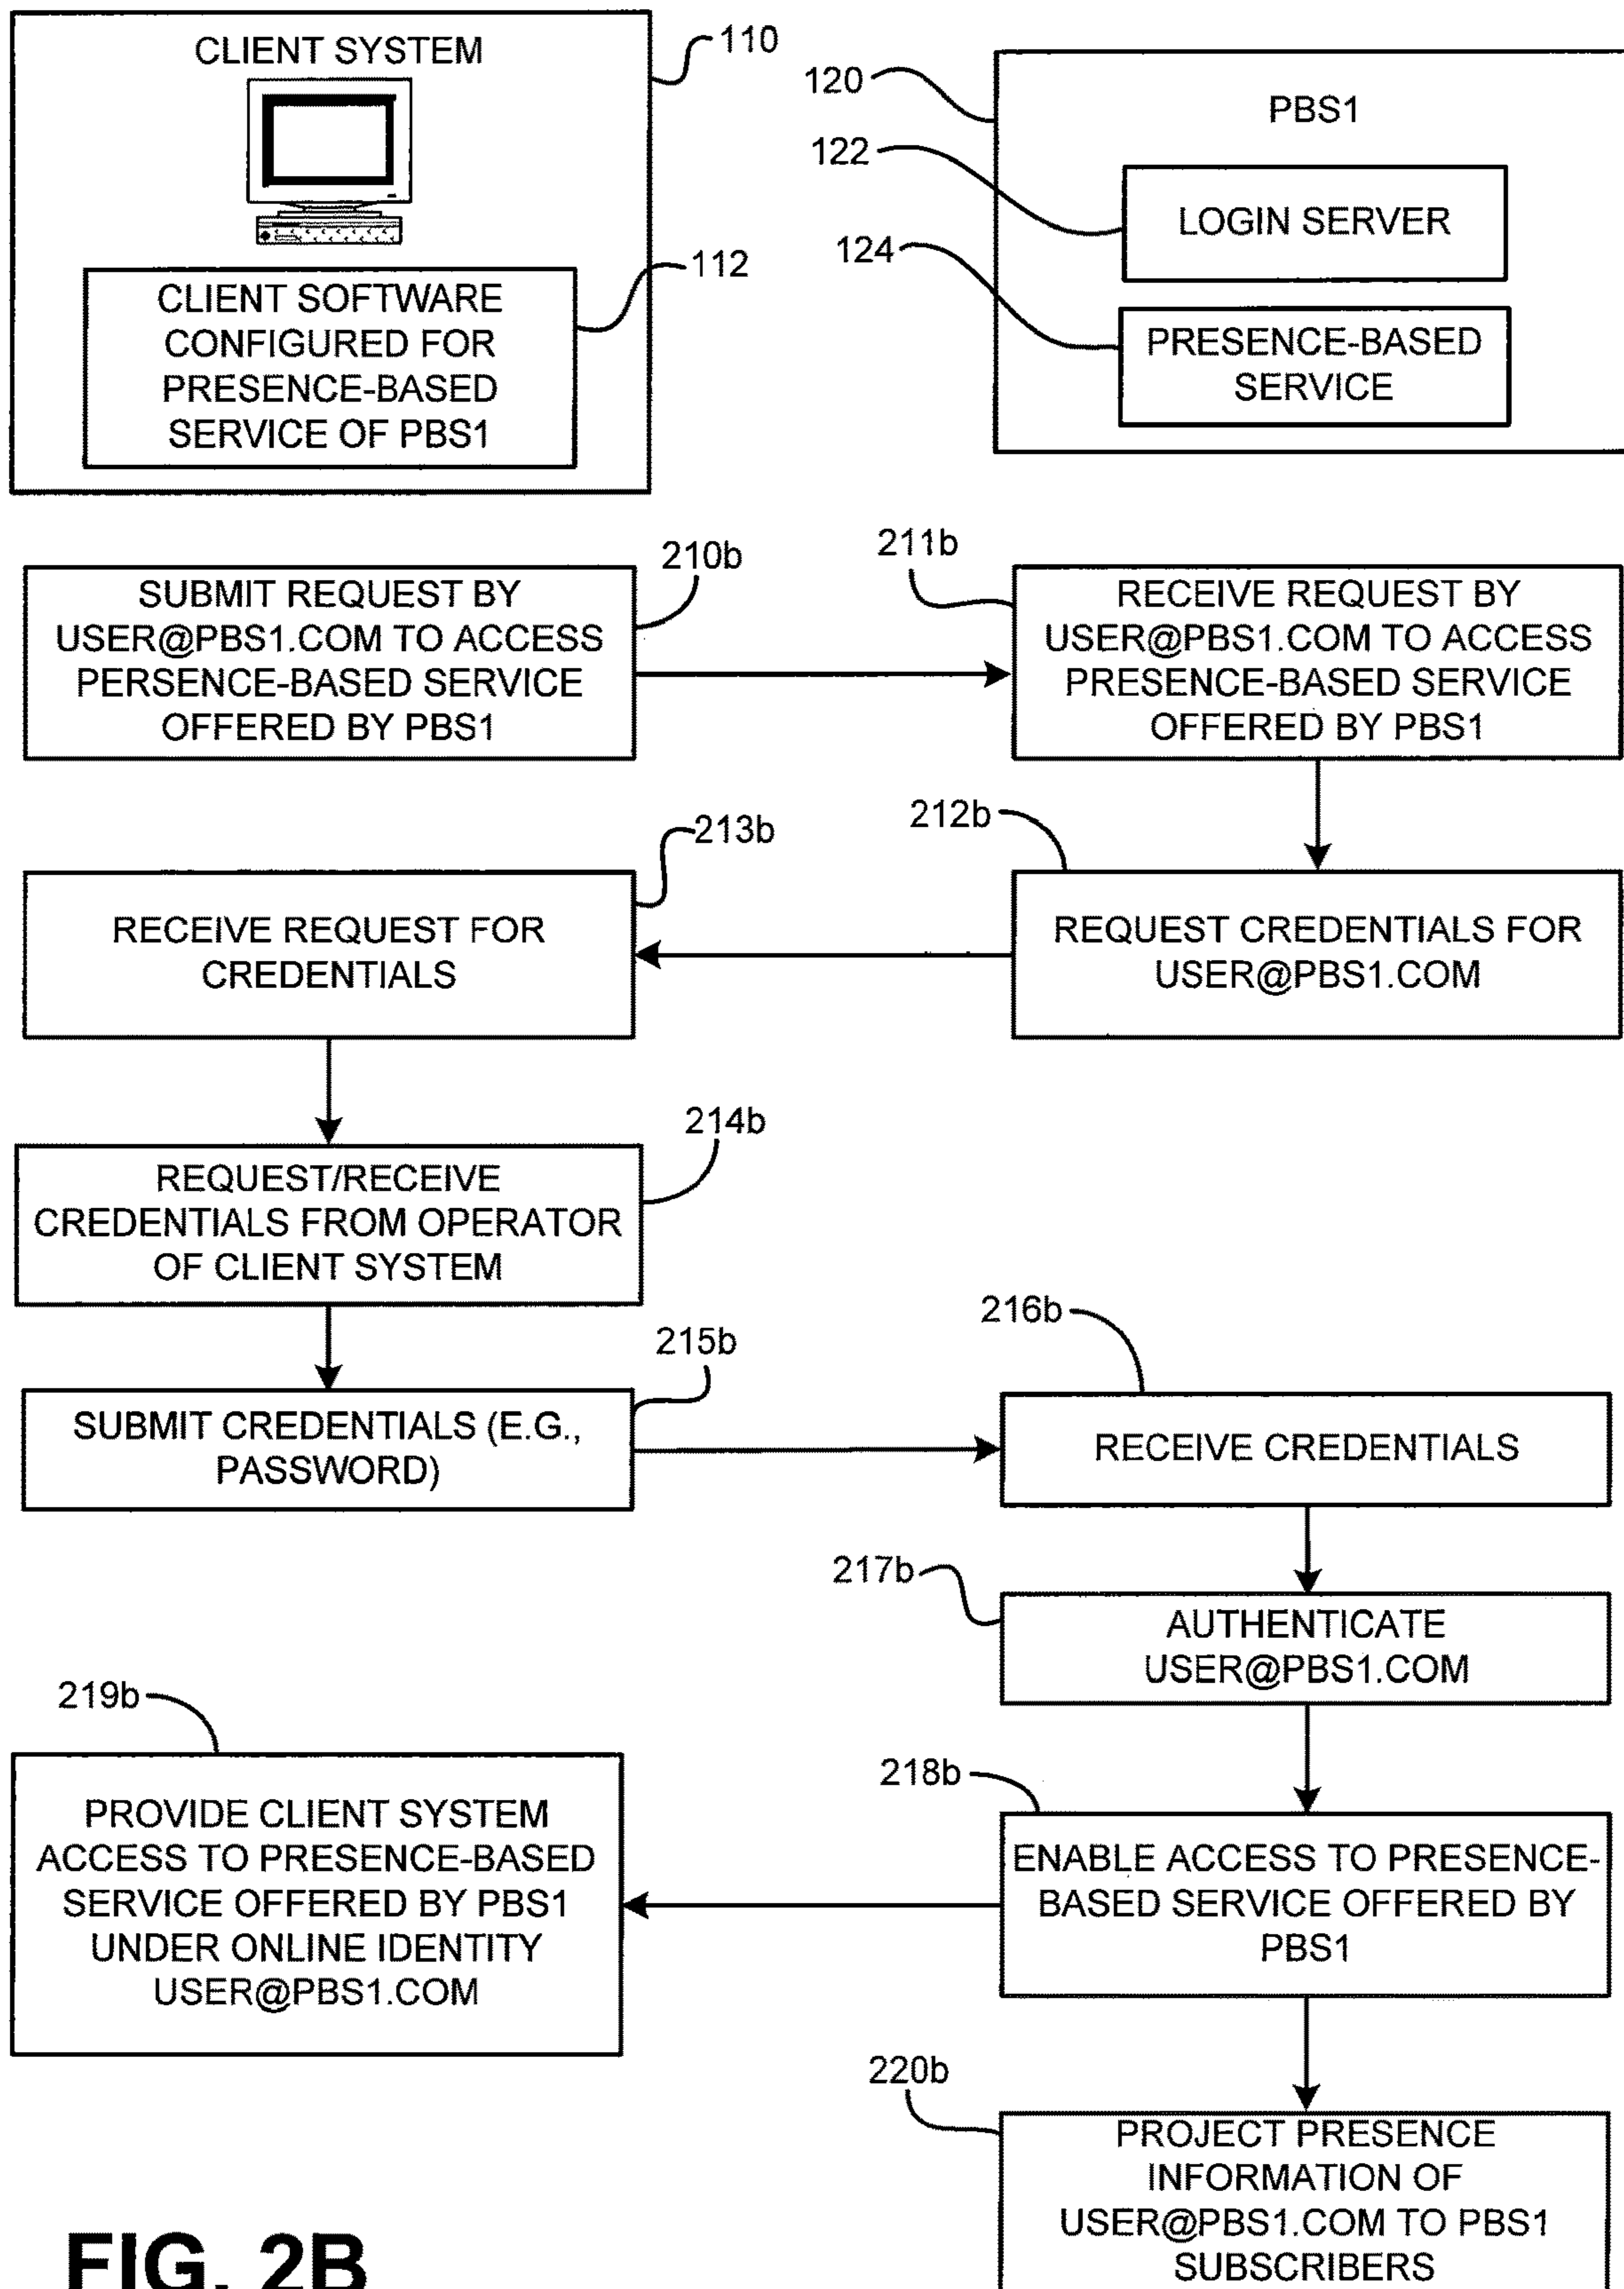 CLIENT SYSTEM
110
CLIENT SOFTWARE
CONFIGURED FOR
PRESENCE-BASED
SERVICE OF PBS1
112
120
PBS1
122
LOGIN SERVER
124
PRESENCE-BASED
SERVICE
210b
SUBMIT REQUEST BY
USER@PBS1.COM TO ACCESS
PERSENCE-BASED SERVICE
OFFERED BY PBS1
211b
RECEIVE REQUEST BY
USER@PBS1.COM TO ACCESS
PRESENCE-BASED SERVICE
OFFERED BY PBS1
212b
REQUEST CREDENTIALS FOR
USER@PBS1.COM
213b
RECEIVE REQUEST FOR
CREDENTIALS
214b
REQUEST/RECEIVE
CREDENTIALS FROM OPERATOR
OF CLIENT SYSTEM
215b
SUBMIT CREDENTIALS (E.G.,
PASSWORD)
216b
RECEIVE CREDENTIALS
217b
AUTHENTICATE
USER@PBS1.COM
218b
ENABLE ACCESS TO PRESENCE-
BASED SERVICE OFFERED BY
PBS1
219b
PROVIDE CLIENT SYSTEM
ACCESS TO PRESENCE-BASED
SERVICE OFFERED BY PBS1
UNDER ONLINE IDENTITY
USER@PBS1.COM
220b
PROJECT PRESENCE
INFORMATION OF
USER@PBS1.COM TO PBS1
SUBSCRIBERS
FIG. 2B